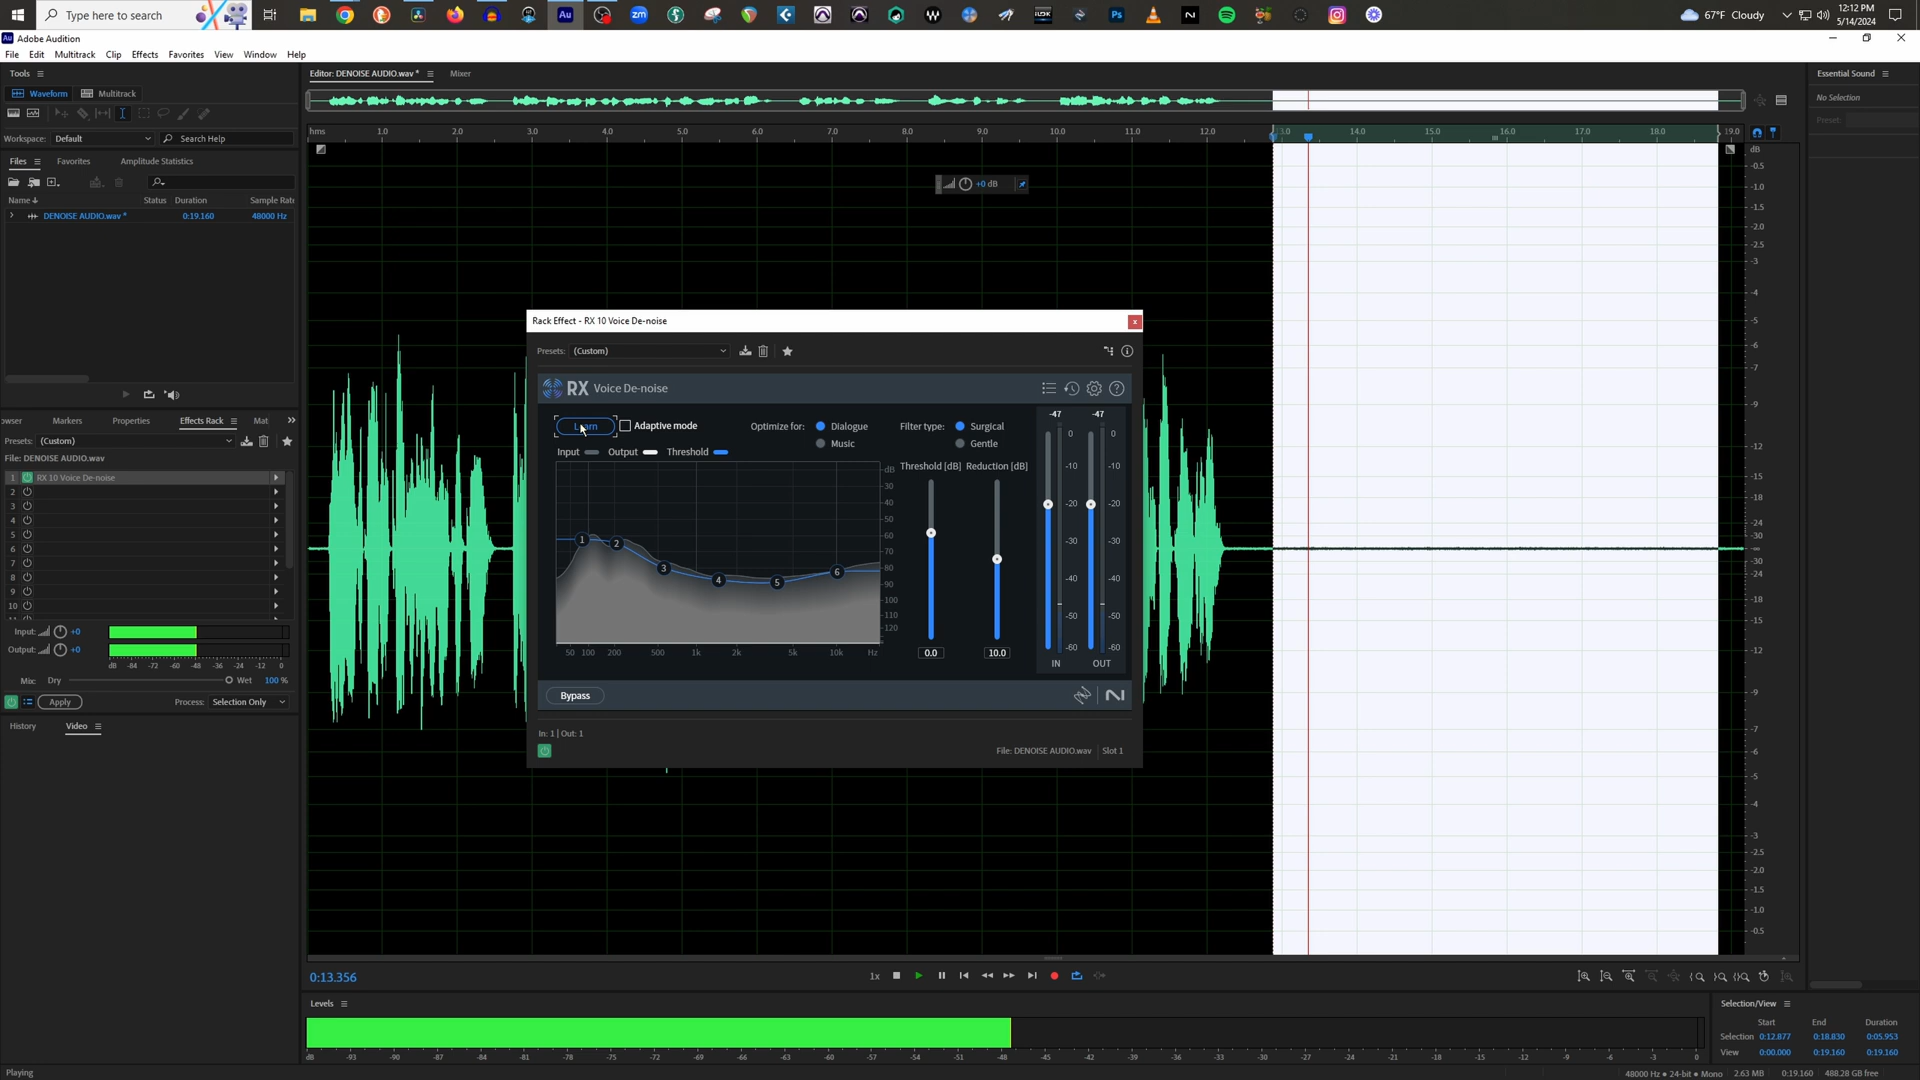 Type here to search
67°F Cloudy
12:12 PM
5/14/2024
Adobe Audition
File Edit Multitrack Clip Effects Favorites View Window Help
Tools
Waveform Multitrack
Workspace: Default Search Help
Files Favorites Amplitude Statistics
Name Status Duration Sample Rate
DENOISE AUDIO.wav * 0:19.160 48000 Hz
Markers Properties Effects Rack
Presets: (Custom)
File: DENOISE AUDIO.wav
1 RX 10 Voice De-noise
2
3
4
5
6
7
8
9
10
Input: +0
Output: +0
dB -84 -72 -60 -48 -36 -24 -12 0
Mix: Dry Wet 100 %
Apply Process: Selection Only
History Video
Editor: DENOISE AUDIO.wav * Mixer
hms 1.0 2.0 3.0 4.0 5.0 6.0 7.0 8.0 9.0 10.0 11.0 12.0 13.0 14.0 15.0 16.0 17.0 18.0 19.0
+0 dB
dB
-0.5
-1.0
-1.5
-2.0
-2.5
-3
-4
-5
-6
-7
-9
-12
-15
-18
-24
-30
-∞
-30
-24
-18
-15
-12
-9
-7
-6
-5
-4
-3
-2.5
-2.0
-1.5
-1.0
-0.5
Rack Effect - RX 10 Voice De-noise
Presets: (Custom)
RX Voice De-noise
Learn Adaptive mode
Optimize for: Dialogue
Music
Filter type: Surgical
Gentle
Input Output Threshold
Threshold [dB] Reduction [dB]
1 2 3 4 5 6
dB
30
40
50
60
70
80
90
100
110
120
50 100 200 500 1k 2k 5k 10k Hz
0.0 10.0
-47 -47
0 0
-10 -10
-20 -20
-30 -30
-40 -40
-50 -50
-60 -60
IN OUT
Bypass
In: 1 | Out: 1
File: DENOISE AUDIO.wav Slot 1
0:13.356
1x
Levels
dB -93 -90 -87 -84 -81 -78 -75 -72 -69 -66 -63 -60 -57 -54 -51 -48 -45 -42 -39 -36 -33 -30 -27 -24 -21 -18 -15 -12 -9 -6 -3 0
Essential Sound
No Selection
Preset:
Selection/View
Start End Duration
Selection 0:12.877 0:18.830 0:05.953
View 0:00.000 0:19.160 0:19.160
Playing
48000 Hz • 24-bit • Mono 2.63 MB 0:19.160 488.28 GB free